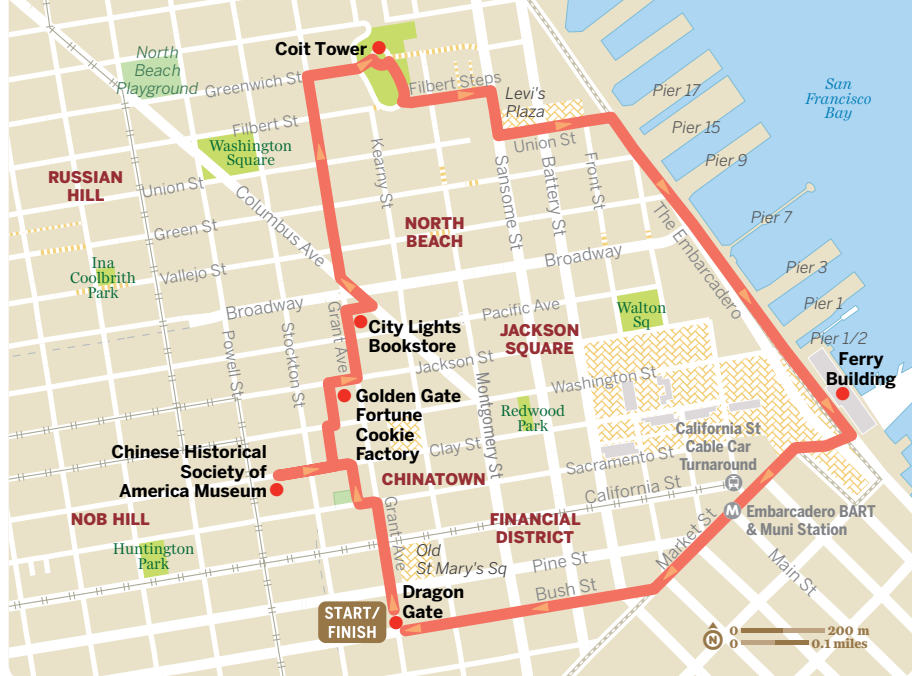 Coit Tower
North
Beach
Playground
Greenwich St
Filbert Steps
Levi's
Plaza
Pier 17
San
Francisco
Bay
Filbert St
Washington
Square
Kearny St
Union St
Pier 15
RUSSIAN
HILL
Union St
Sansome St
Battery St
Front St
Pier 9
Columbus Ave
NORTH
BEACH
The Embarcadero
Pier 7
Green St
Broadway
Ina
Coolbrith
Park
Vallejo St
Pier 3
Broadway
Grant Ave
Pacific Ave
Walton
Sq
Pier 1
City Lights
Bookstore
JACKSON
SQUARE
Pier 1/2
Powell St
Stockton St
Jackson St
Ferry
Building
Golden Gate
Fortune
Cookie
Factory
Montgomery St
Washington St
Redwood
Park
California St
Cable Car
Turnaround
Chinese Historical
Society of
America Museum
Clay St
Sacramento St
CHINATOWN
California St
NOB HILL
Grant Ave
FINANCIAL
DISTRICT
Market St
M
Embarcadero BART
& Muni Station
Huntington
Park
Old
St Mary's Sq
Pine St
Main St
Dragon
Gate
Bush St
START/
FINISH
N
0 200 m
0 0.1 miles